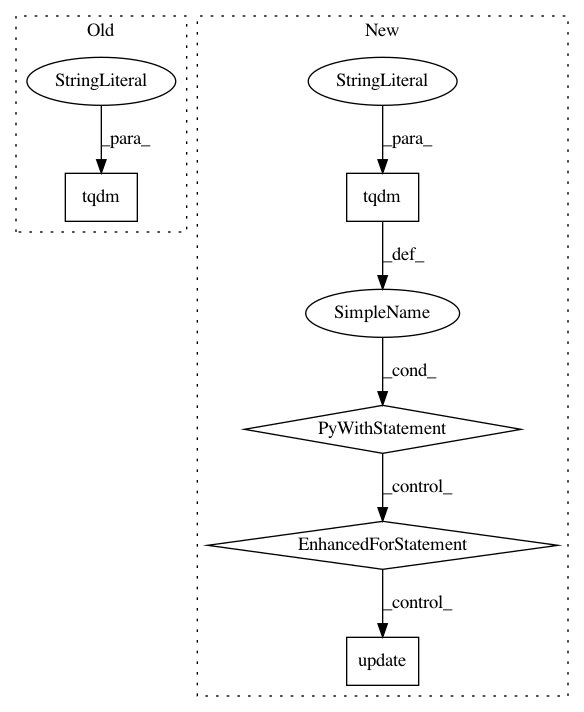 Old
StringLiteral
_para_
tqdm
New
StringLiteral
_para_
tqdm
_def_
SimpleName
_cond_
PyWithStatement
_control_
EnhancedForStatement
_control_
update